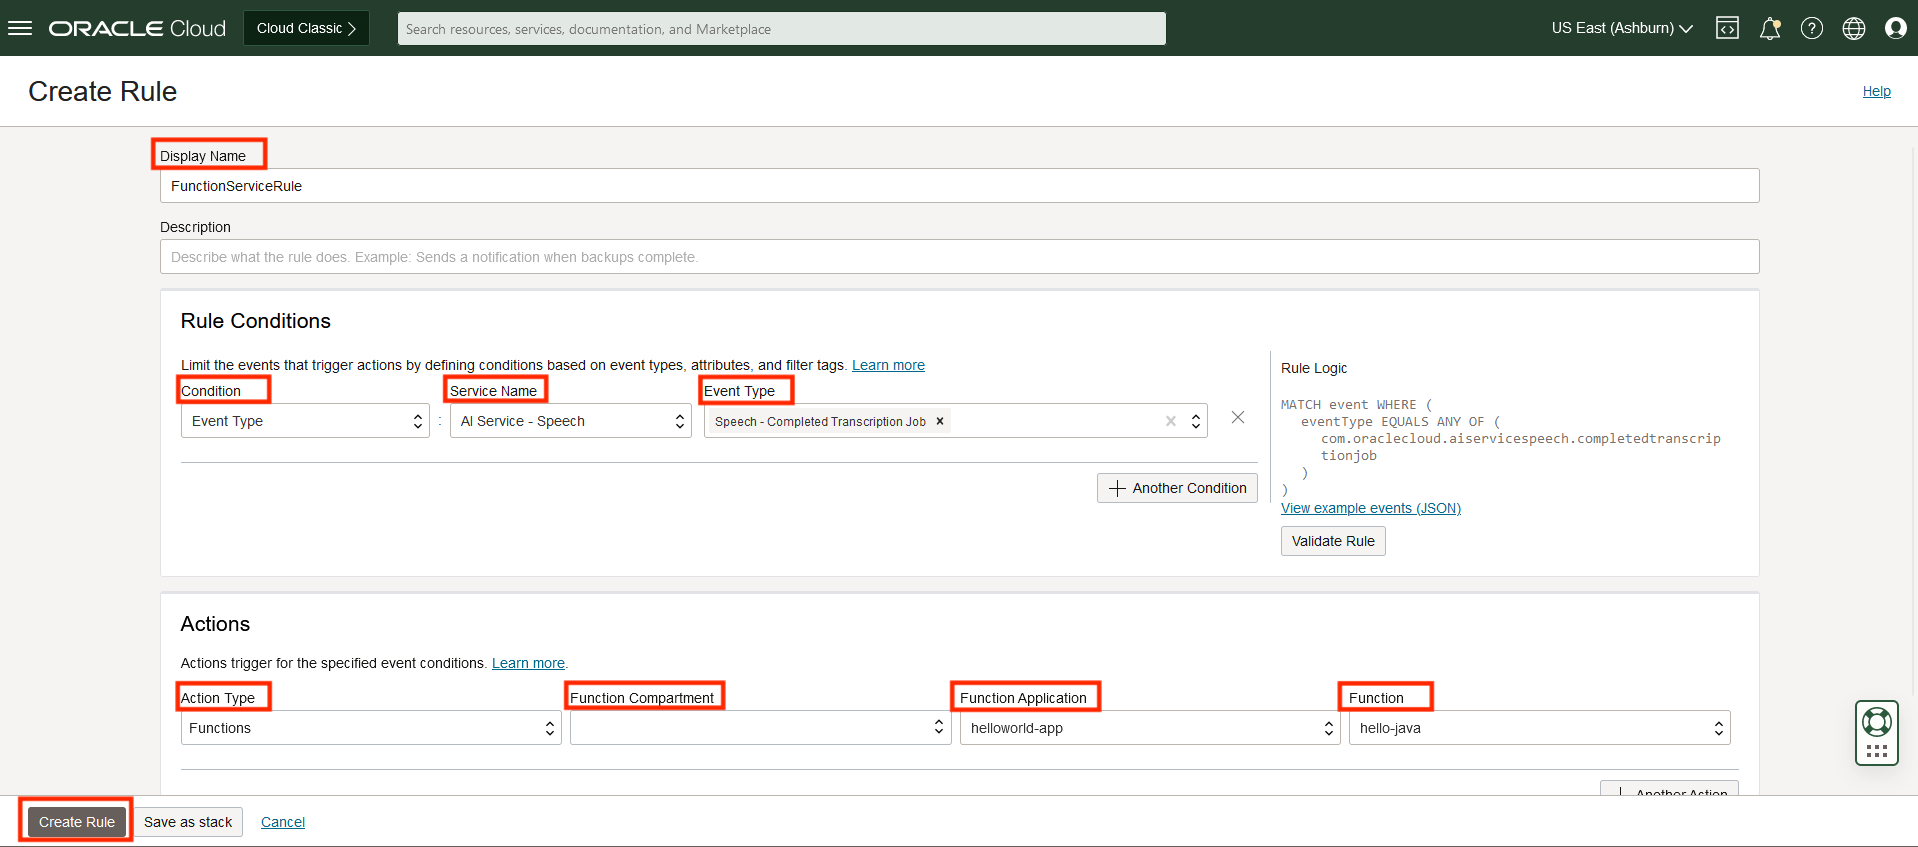 ORACLE Cloud
Cloud Classic
Search resources, services, documentation, and Marketplace
US East (Ashburn)
Create Rule
Help
Display Name
FunctionServiceRule
Description
Describe what the rule does. Example: Sends a notification when backups complete.
Rule Conditions
Limit the events that trigger actions by defining conditions based on event types, attributes, and filter tags. Learn more
Condition
Service Name
Event Type
Event Type
:
AI Service - Speech
Speech - Completed Transcription Job
Another Condition
Rule Logic
MATCH event WHERE (
eventType EQUALS ANY OF (
com.oraclecloud.aiservicespeech.completedtranscrip
tionjob
)
)
View example events (JSON)
Validate Rule
Actions
Actions trigger for the specified event conditions. Learn more.
Action Type
Function Compartment
Function Application
Function
Functions
helloworld-app
hello-java
Another Action
Create Rule
Save as stack
Cancel